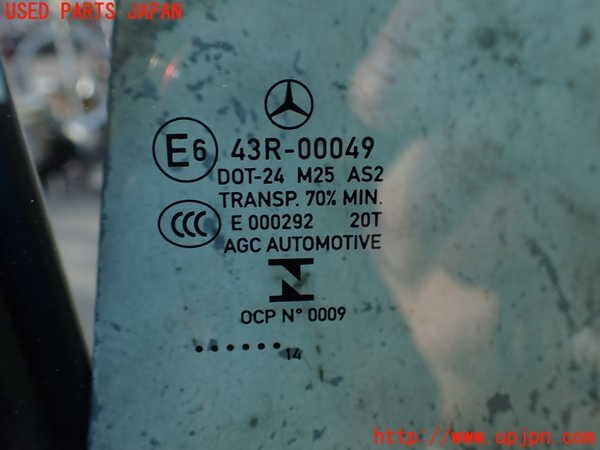 USED PARTS JAPAN
E6 43R-00049
DOT-24 M25 AS2
TRANSP. 70% MIN.
CCC E 000292 20T
AGC AUTOMOTIVE
OCP N° 0009
•••••• 14
http://www.upjpn.com